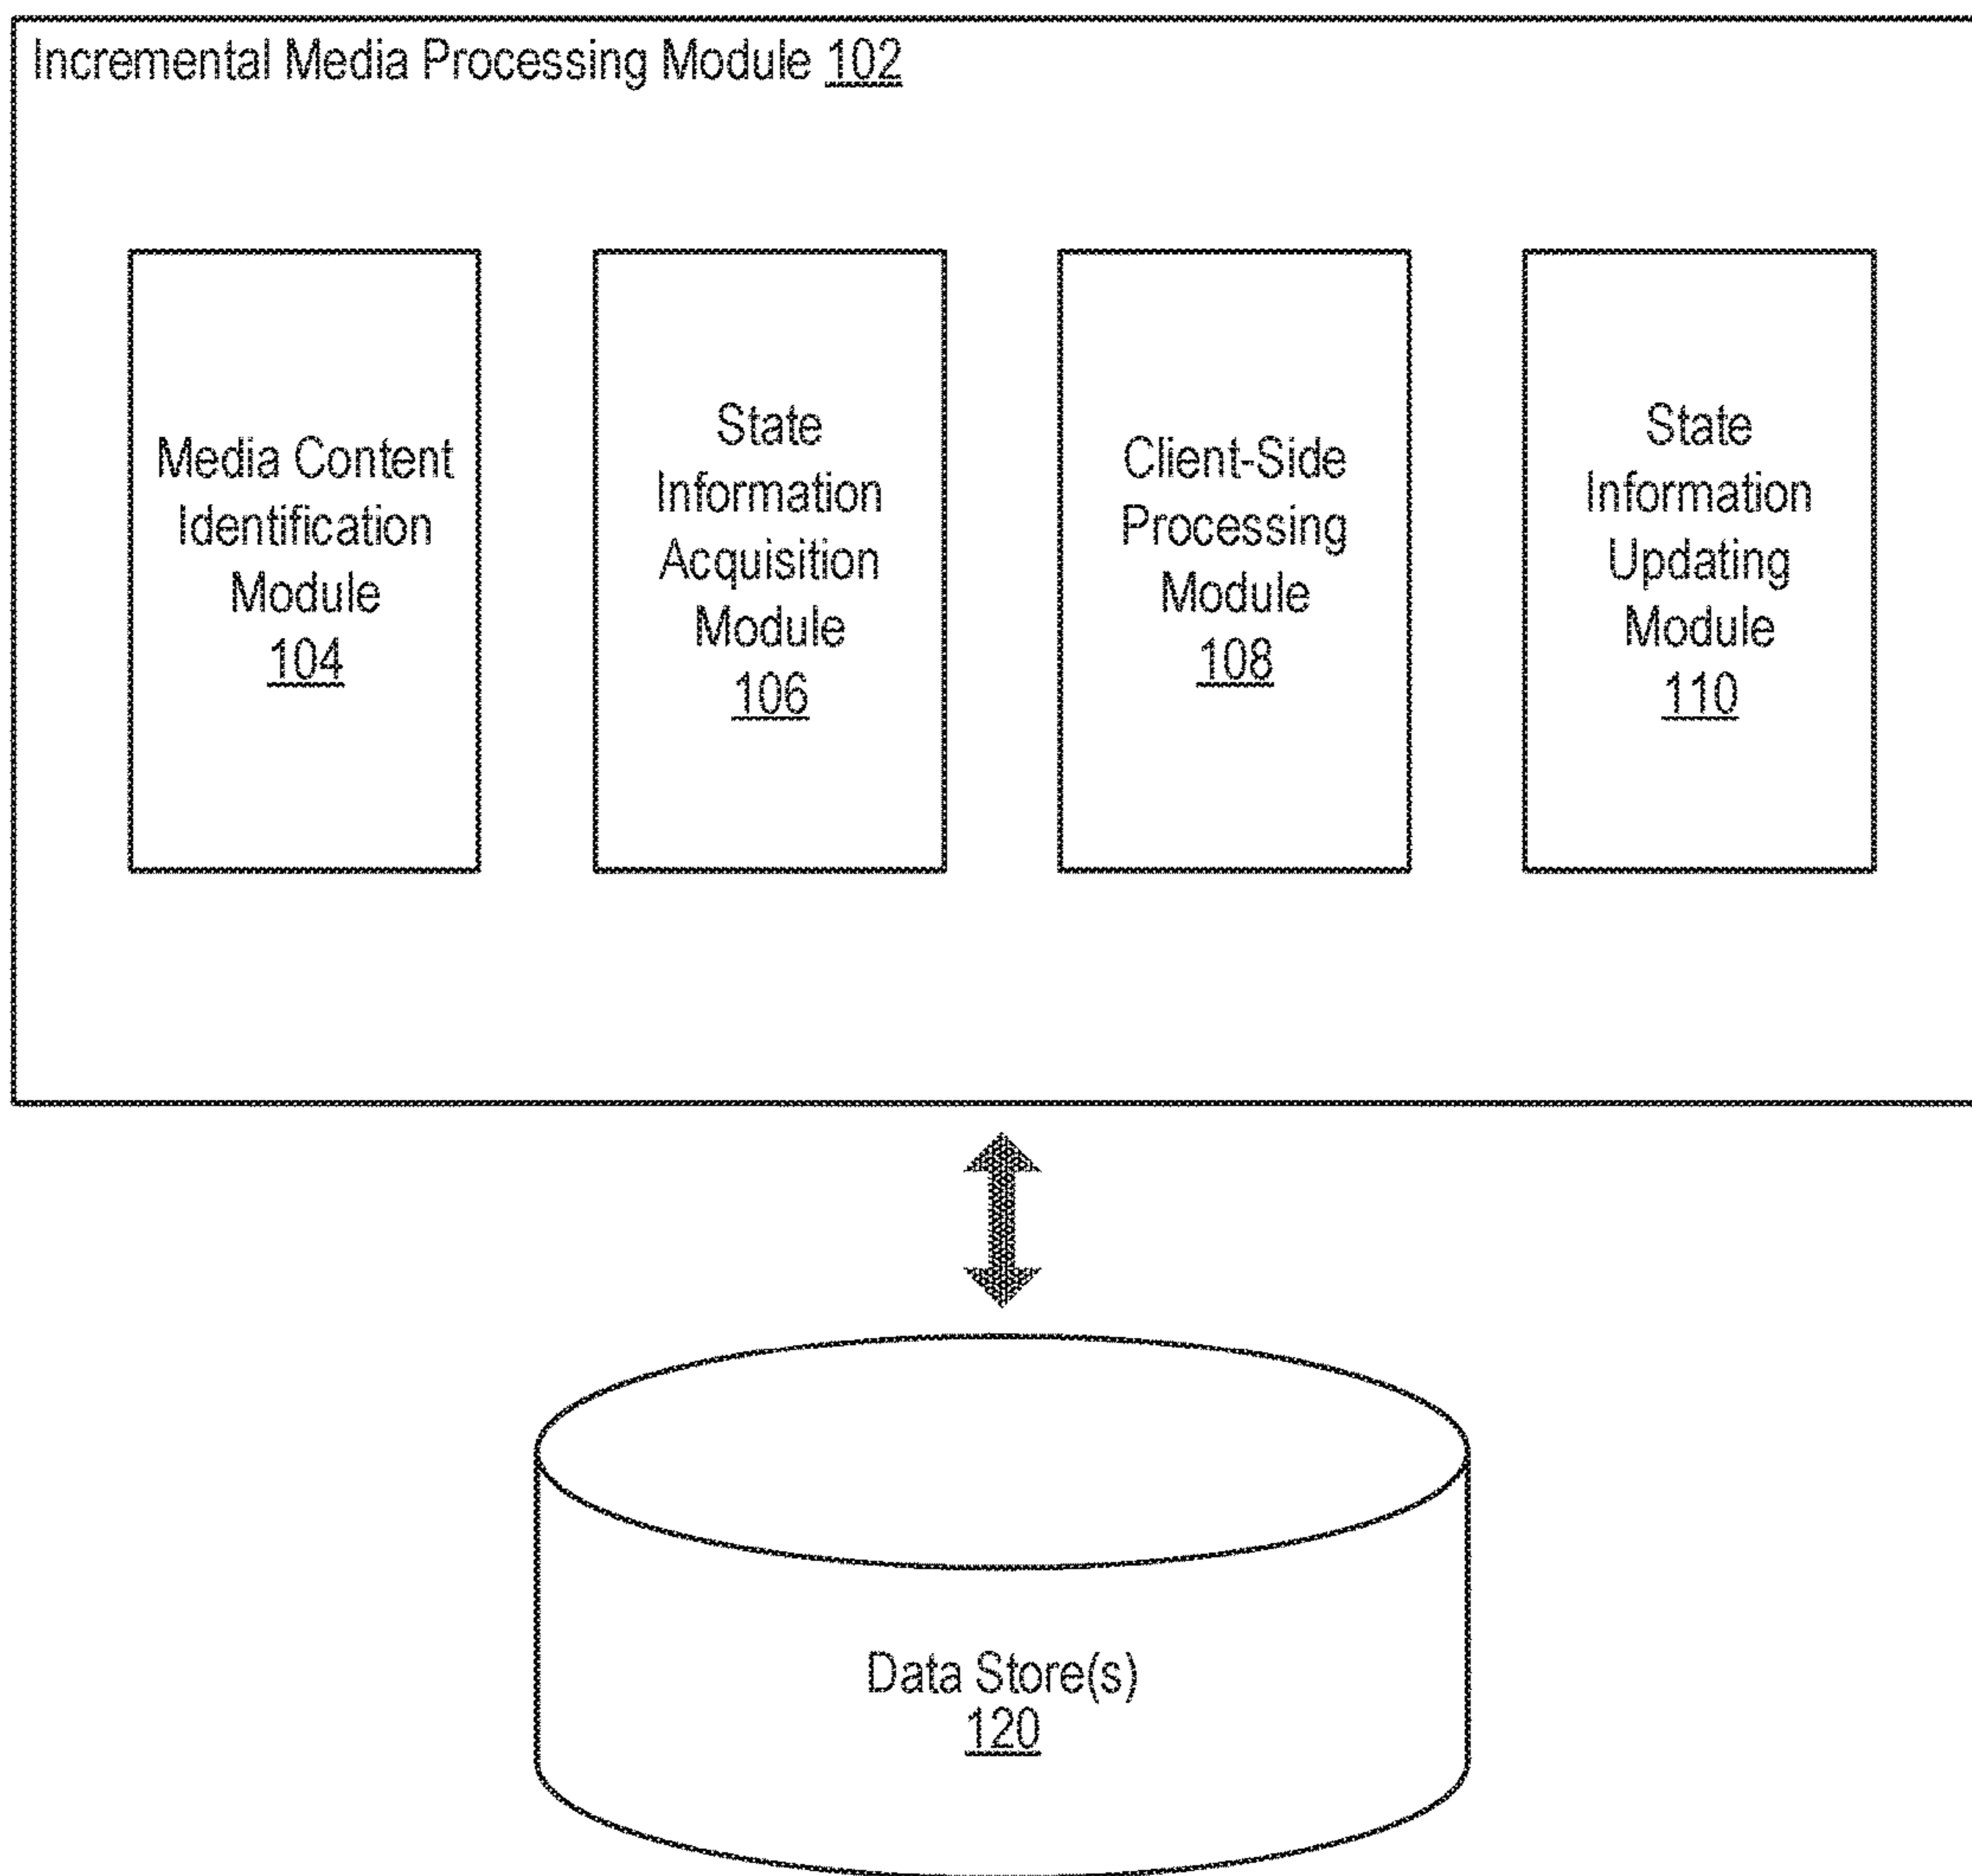 Incremental Media Processing Module 102
Media Content
Identification
Module
104
State
Information
Acquisition
Module
106
Client-Side
Processing
Module
108
State
Information
Updating
Module
110
Data Store(s)
120